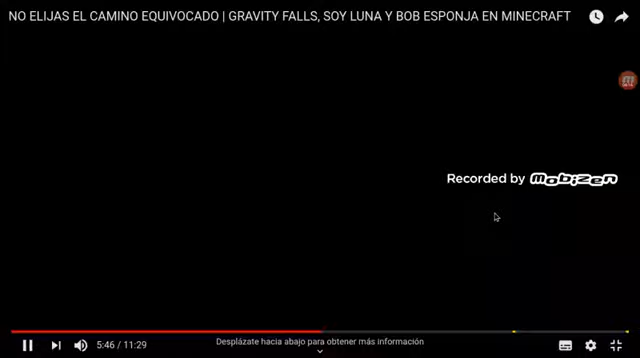 NO ELIJAS EL CAMINO EQUIVOCADO | GRAVITY FALLS, SOY LUNA Y BOB ESPONJA EN MINECRAFT
Recorded by Mobizen
5:46 / 11:29
Desplázate hacia abajo para obtener más información